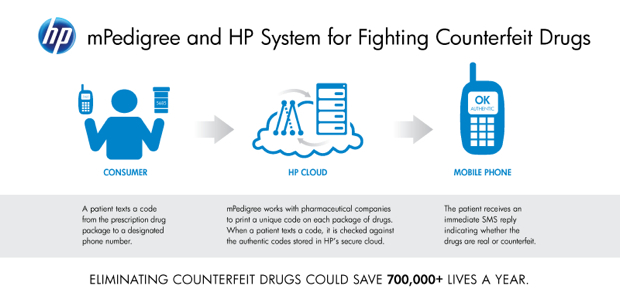 hp
mPedigree and HP System for Fighting Counterfeit Drugs
OK
AUTHENTIC
CONSUMER
HP CLOUD
MOBILE PHONE
A patient texts a code
from the prescription drug
package to a designated
phone number.
mPedigree works with pharmaceutical companies
to print a unique code on each package of drugs.
When a patient texts a code, it is checked against
the authentic codes stored in HP's secure cloud.
The patient receives an
immediate SMS reply
indicating whether the
drugs are real or counterfeit.
ELIMINATING COUNTERFEIT DRUGS COULD SAVE 700,000+ LIVES A YEAR.